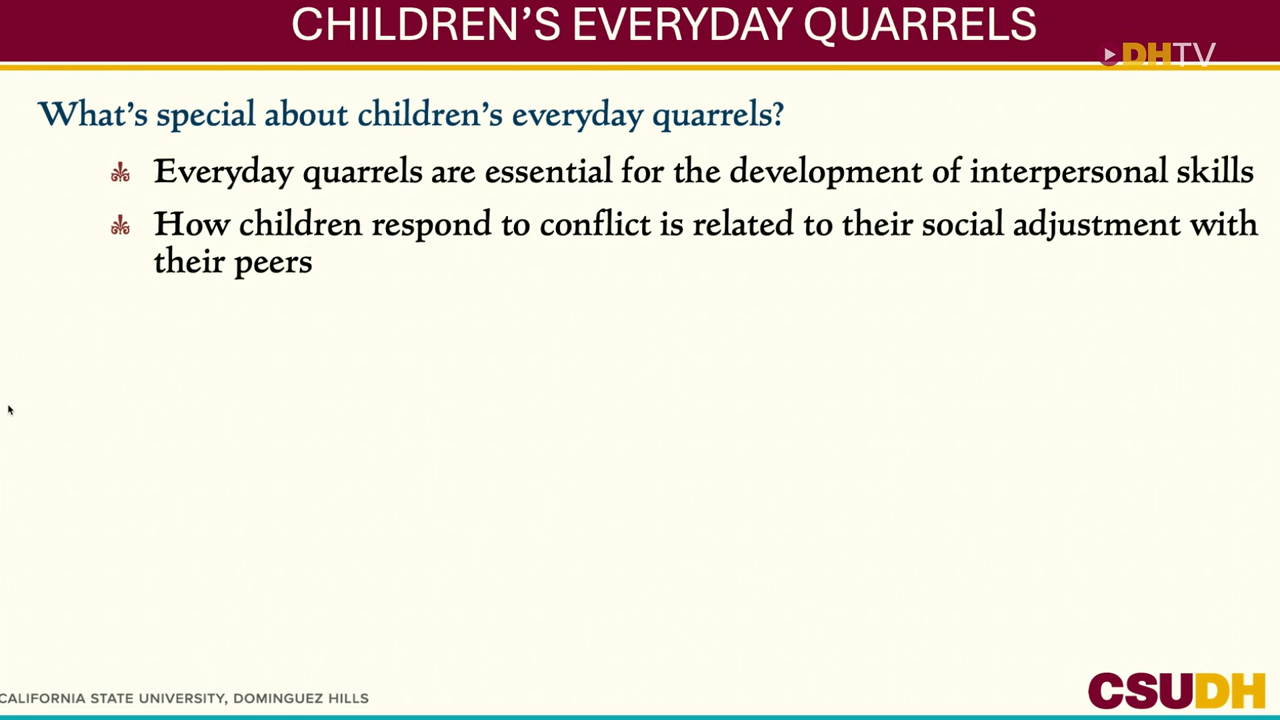 CHILDREN’S EVERYDAY QUARRELS
DHTV
What’s special about children’s everyday quarrels?
Everyday quarrels are essential for the development of interpersonal skills
How children respond to conflict is related to their social adjustment with
their peers
CALIFORNIA STATE UNIVERSITY, DOMINGUEZ HILLS
CSUDH